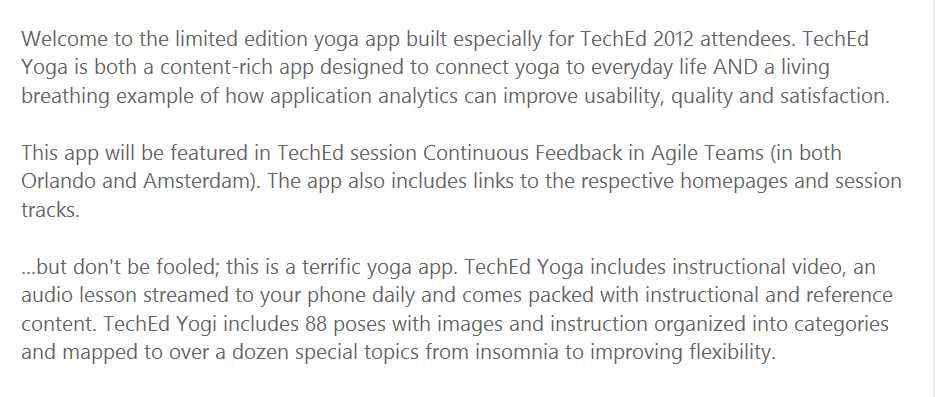 Welcome to the limited edition yoga app built especially for TechEd 2012 attendees. TechEd
Yoga is both a content-rich app designed to connect yoga to everyday life AND a living
breathing example of how application analytics can improve usability, quality and satisfaction.
This app will be featured in TechEd session Continuous Feedback in Agile Teams (in both
Orlando and Amsterdam). The app also includes links to the respective homepages and session
tracks.
...but don't be fooled; this is a terrific yoga app. TechEd Yoga includes instructional video, an
audio lesson streamed to your phone daily and comes packed with instructional and reference
content. TechEd Yogi includes 88 poses with images and instruction organized into categories
and mapped to over a dozen special topics from insomnia to improving flexibility.